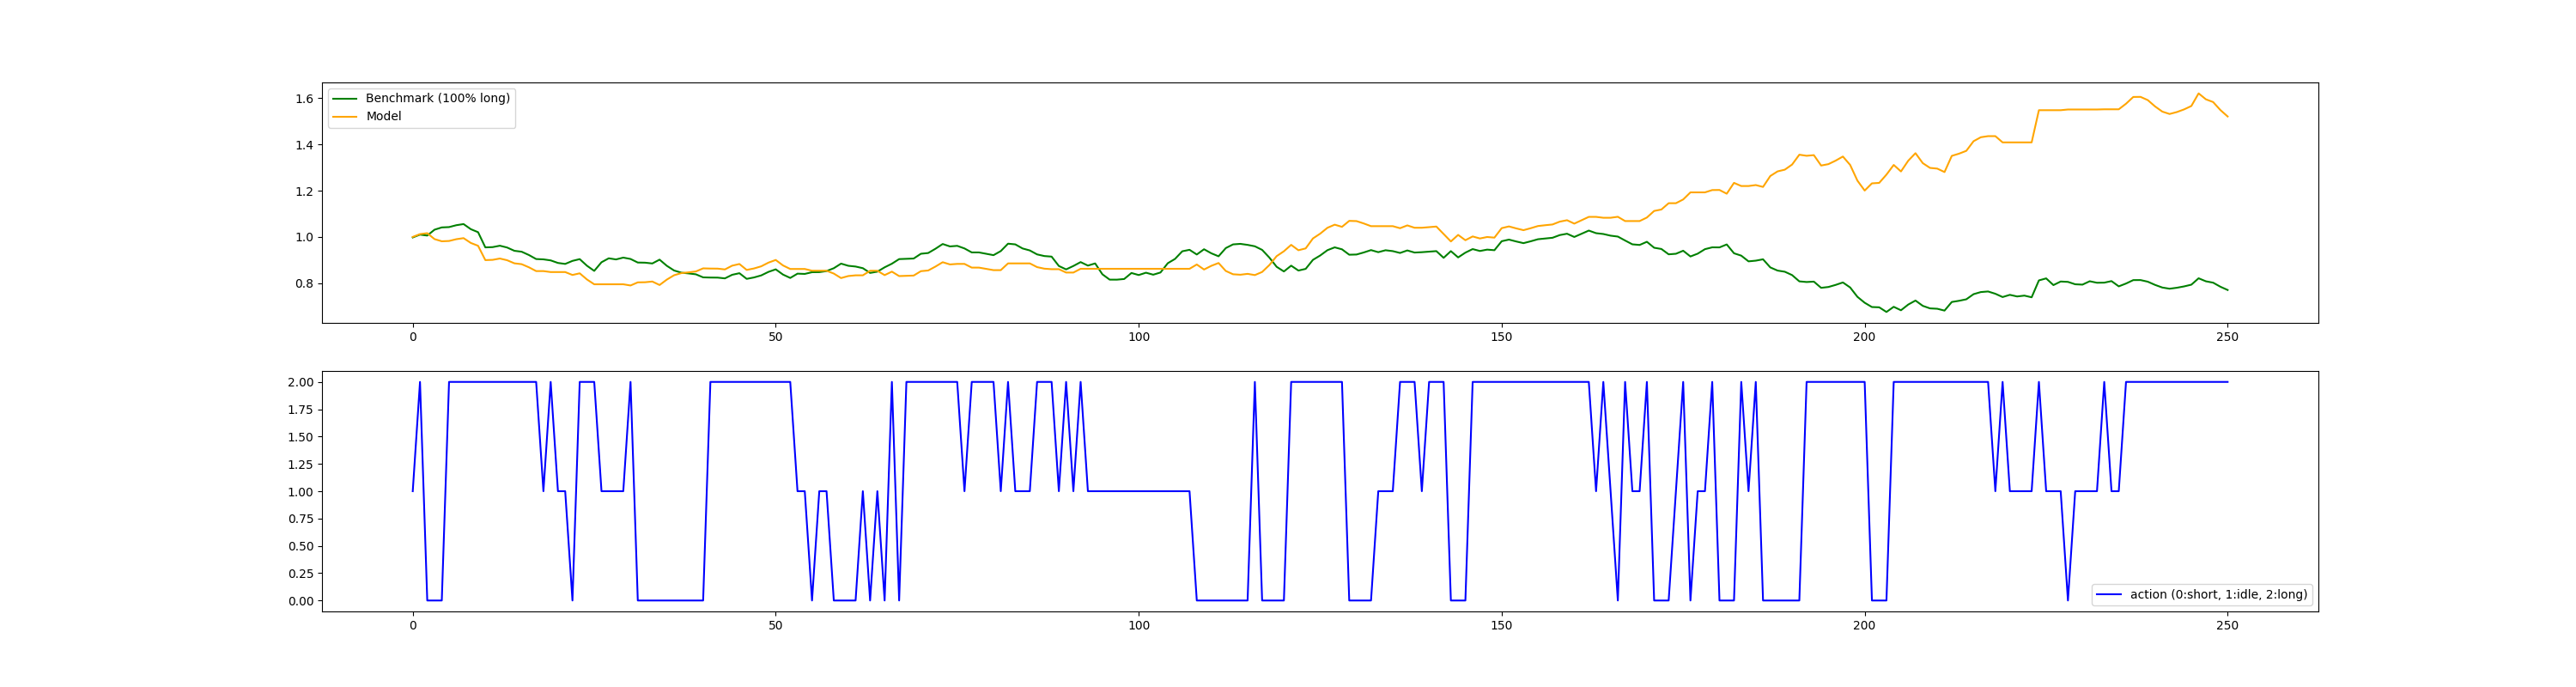 Benchmark (100% long)
Model
1.6
1.4
1.2
1.0
0.8
0 50 100 150 200 250
2.00
1.75
1.50
1.25
1.00
0.75
0.50
0.25
0.00
action (0:short, 1:idle, 2:long)
0 50 100 150 200 250